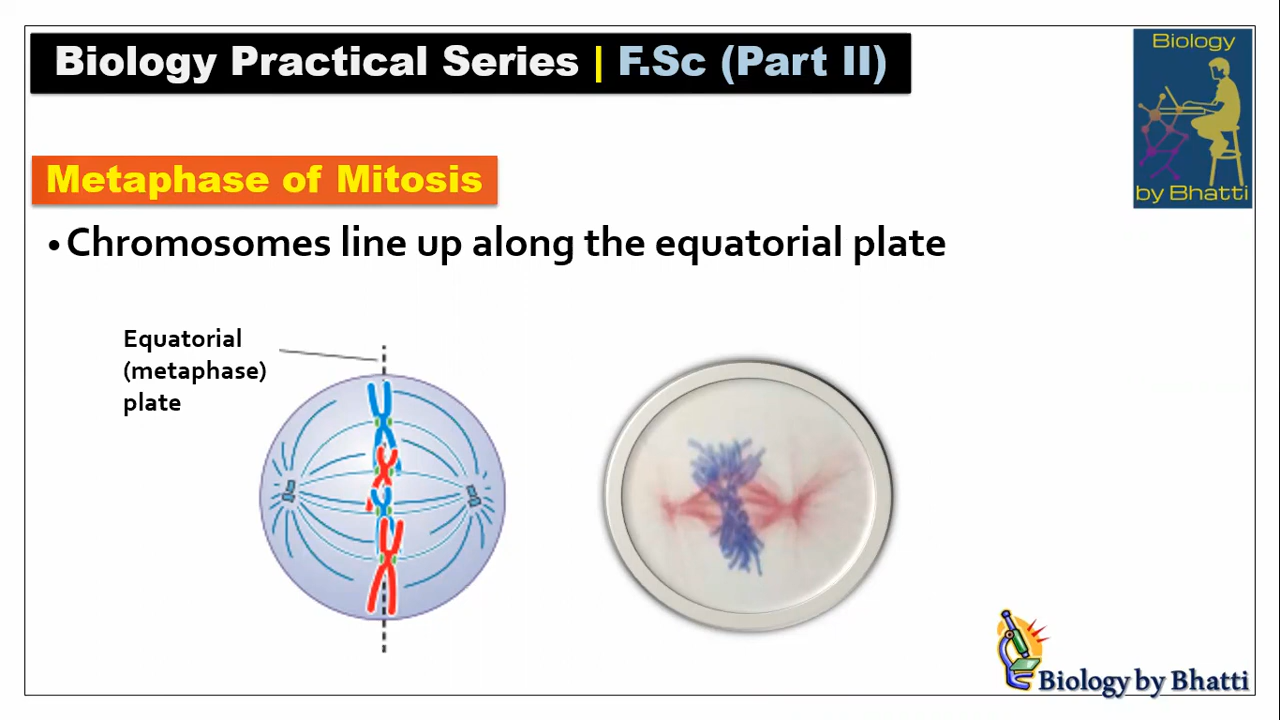 Biology Practical Series | F.Sc (Part II)
Biology
by Bhatti
Metaphase of Mitosis
• Chromosomes line up along the equatorial plate
Equatorial
(metaphase)
plate
Biology by Bhatti